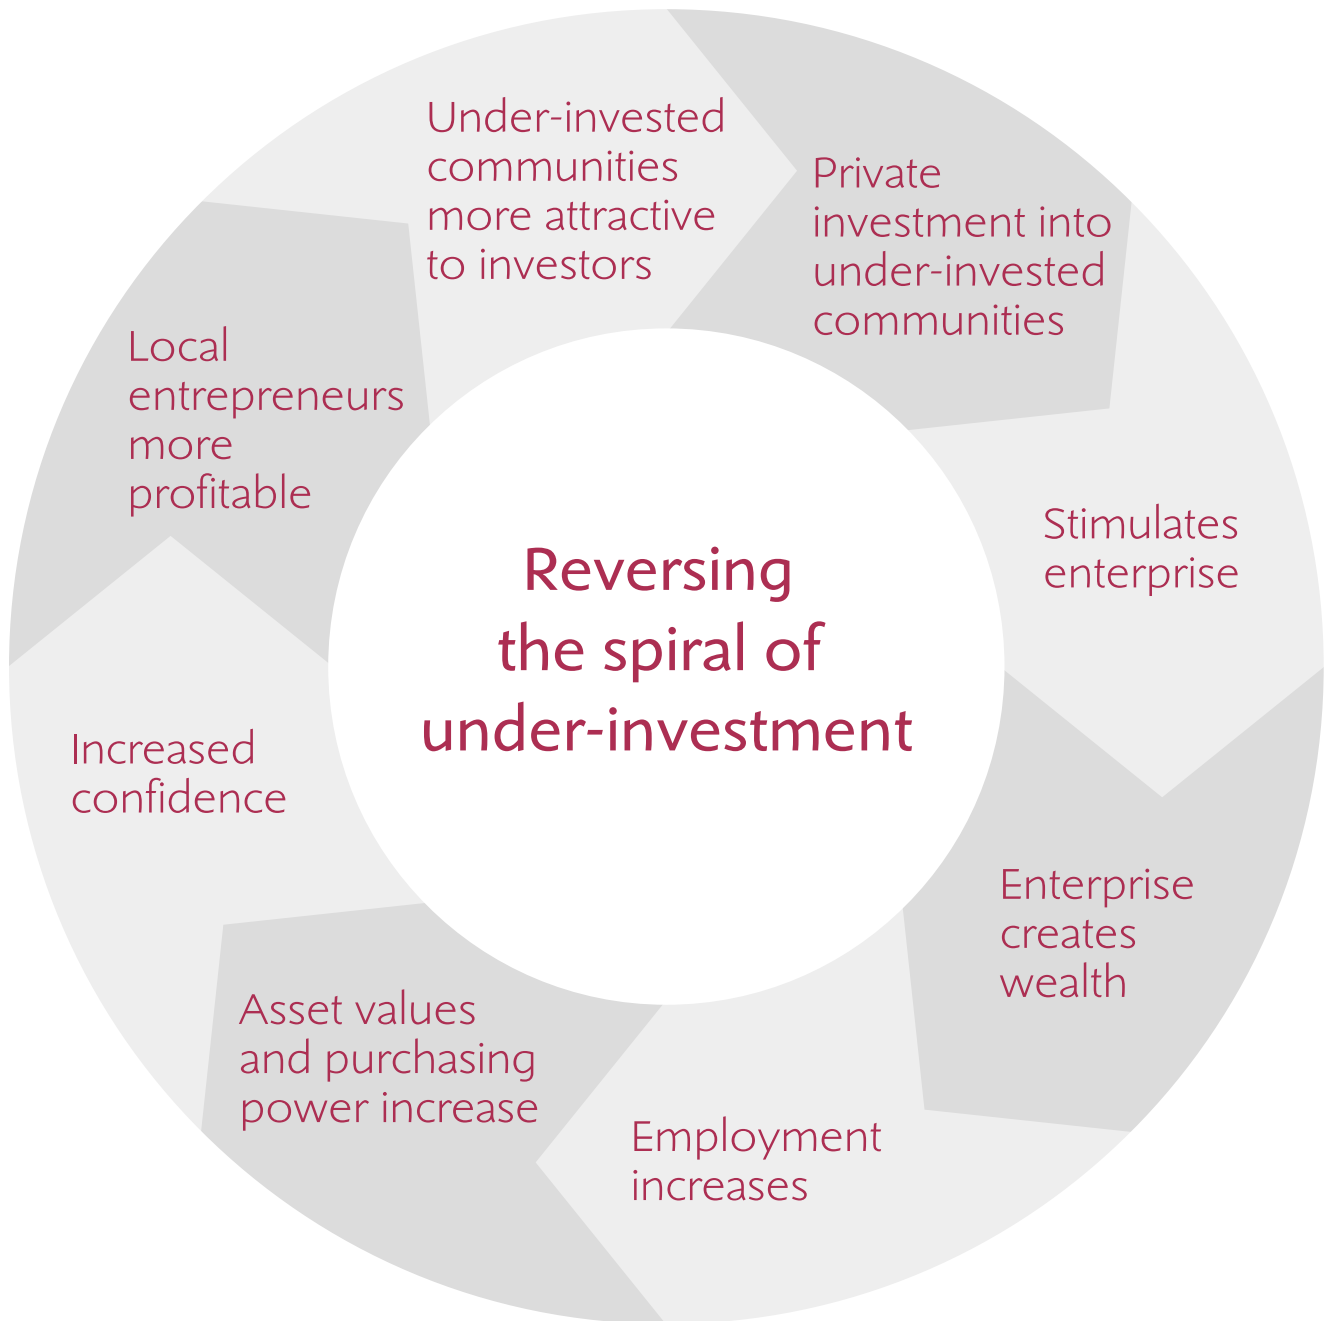 Under-invested
communities
more attractive
to investors
Private
investment into
under-invested
communities
Stimulates
enterprise
Enterprise
creates
wealth
Employment
increases
Asset values
and purchasing
power increase
Increased
confidence
Local
entrepreneurs
more
profitable
Reversing
the spiral of
under-investment